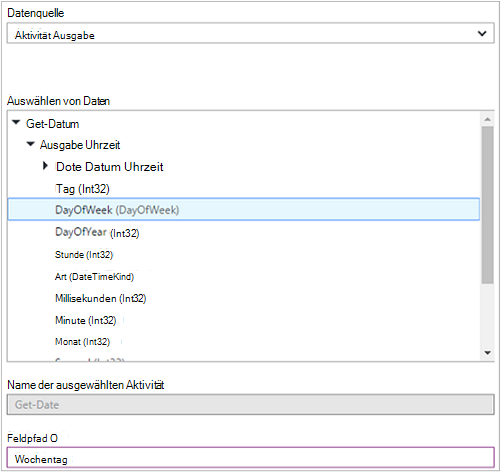 Datenquelle
Aktivität Ausgabe
Auswählen von Daten
Get-Datum
Ausgabe Uhrzeit
Dote Datum Uhrzeit
Tag (Int32)
DayOfWeek (DayOfWeek)
DayOfYear (Int32)
Stunde (Int32)
Art (DateTimeKind)
Millisekunden (Int32)
Minute (Int32)
Monat (Int32)
Name der ausgewählten Aktivität
Get-Date
Feldpfad O
Wochentag